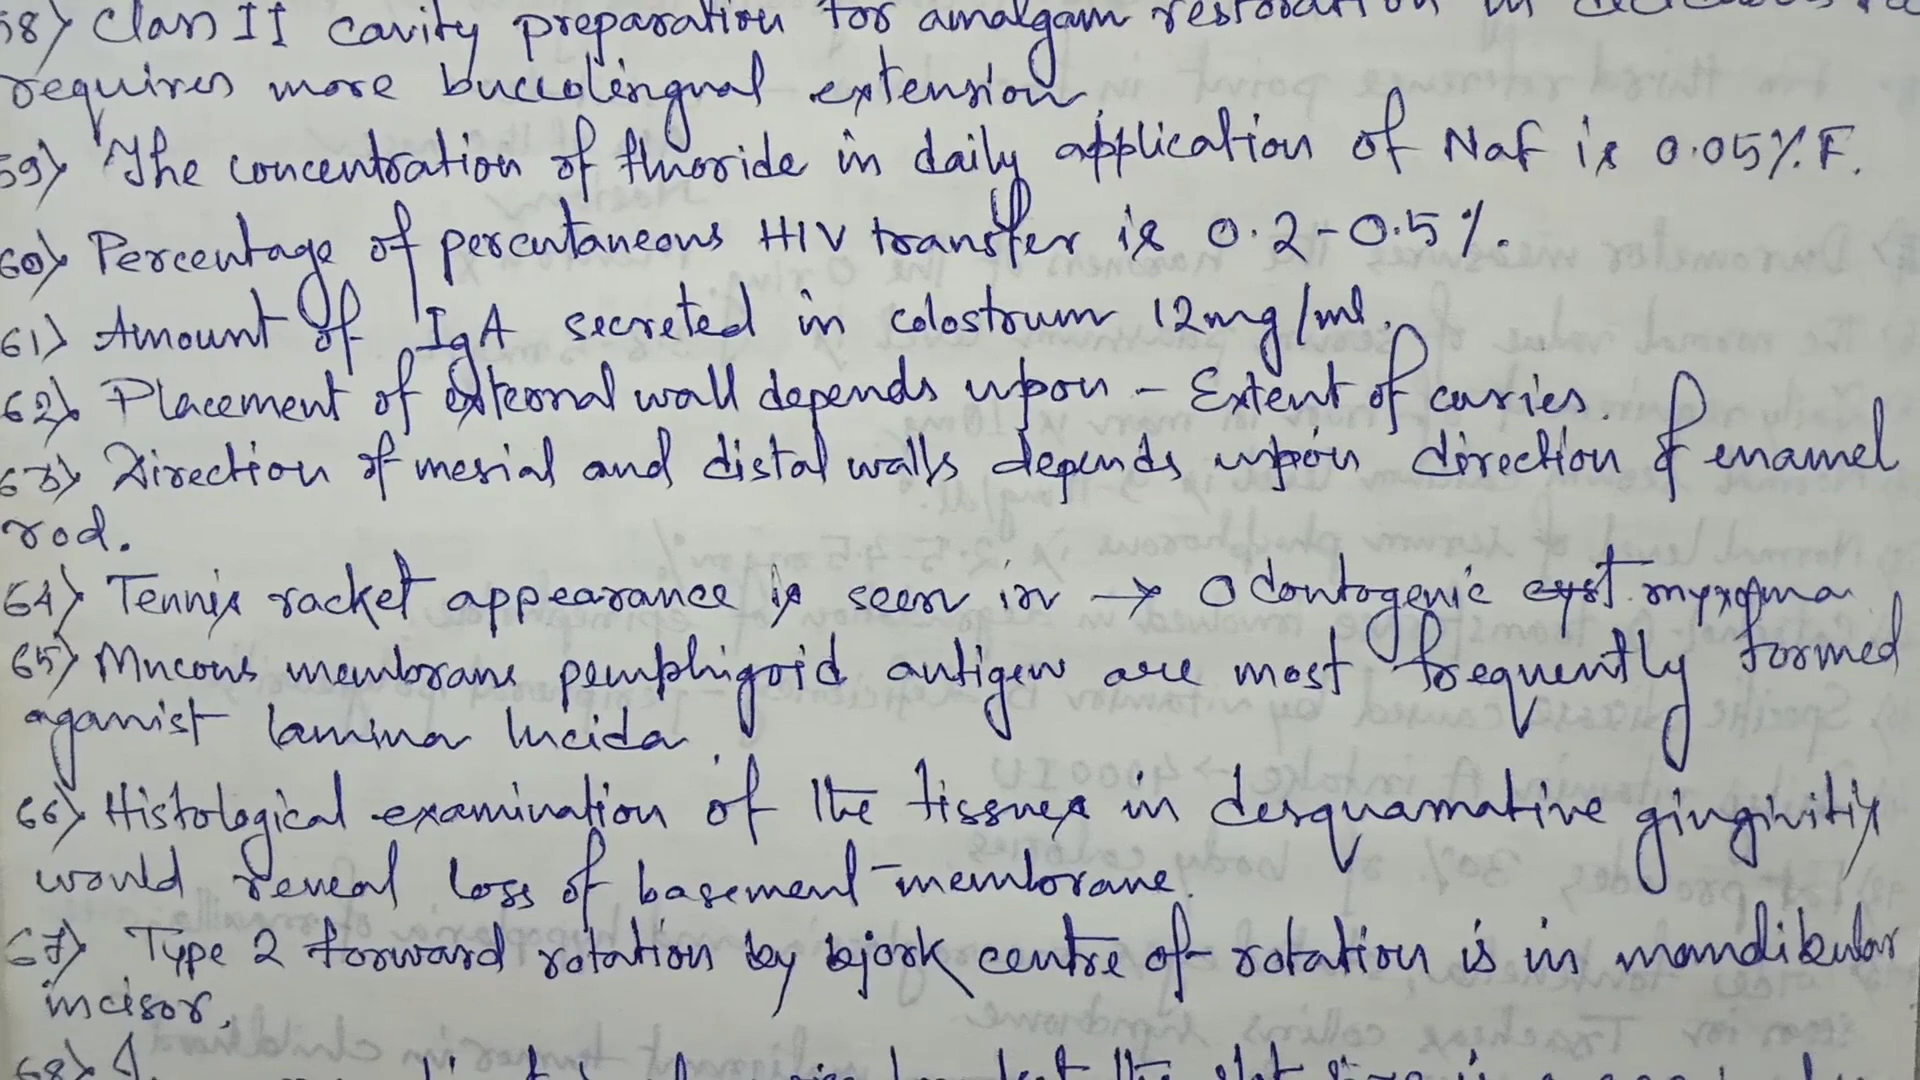 58) Class II cavity preparation for amalgam restoration in
requires more buccolingual extension.
59) The concentration of fluoride in daily application of NaF is 0.05% F.
60) Percentage of percutaneous HIV transfer is 0.2-0.5%.
61) Amount of IgA secreted in colostrum 12mg/ml.
62) Placement of external wall depends upon - Extent of caries.
63) Direction of mesial and distal walls depends upon direction of enamel
rod.
64) Tennis racket appearance is seen in → Odontogenic cyst. myxoma
65) Mucous membrane pemphigoid antigen are most frequently formed
aganist lamina lucida.
66) Histological examination of the tissues in desquamative gingivitis
would reveal loss of basement-membrane.
67) Type 2 forward rotation by bjork centre of rotation is in mandibular
incisor.
68)